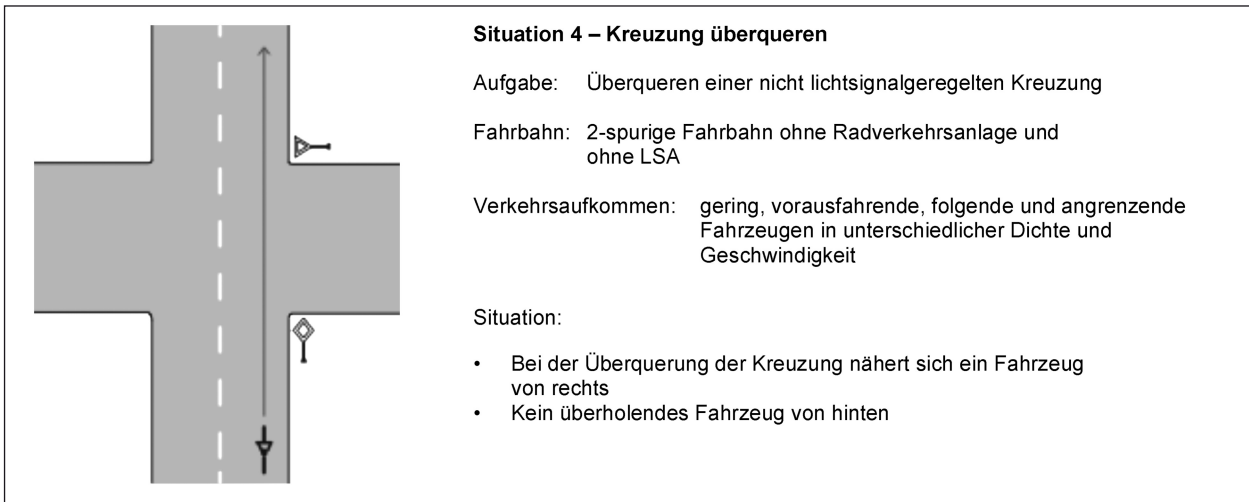 Situation 4 – Kreuzung überqueren
Aufgabe: Überqueren einer nicht lichtsignalgeregelten Kreuzung
Fahrbahn: 2-spurige Fahrbahn ohne Radverkehrsanlage und
ohne LSA
Verkehrsaufkommen: gering, vorausfahrende, folgende und angrenzende
Fahrzeugen in unterschiedlicher Dichte und
Geschwindigkeit
Situation:
• Bei der Überquerung der Kreuzung nähert sich ein Fahrzeug
von rechts
• Kein überholendes Fahrzeug von hinten